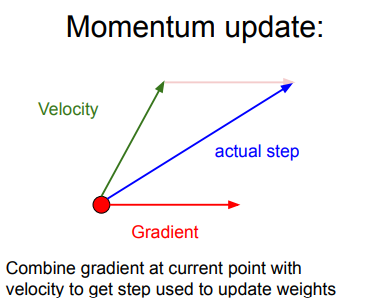 Momentum update:
Velocity
actual step
Gradient
Combine gradient at current point with
velocity to get step used to update weights